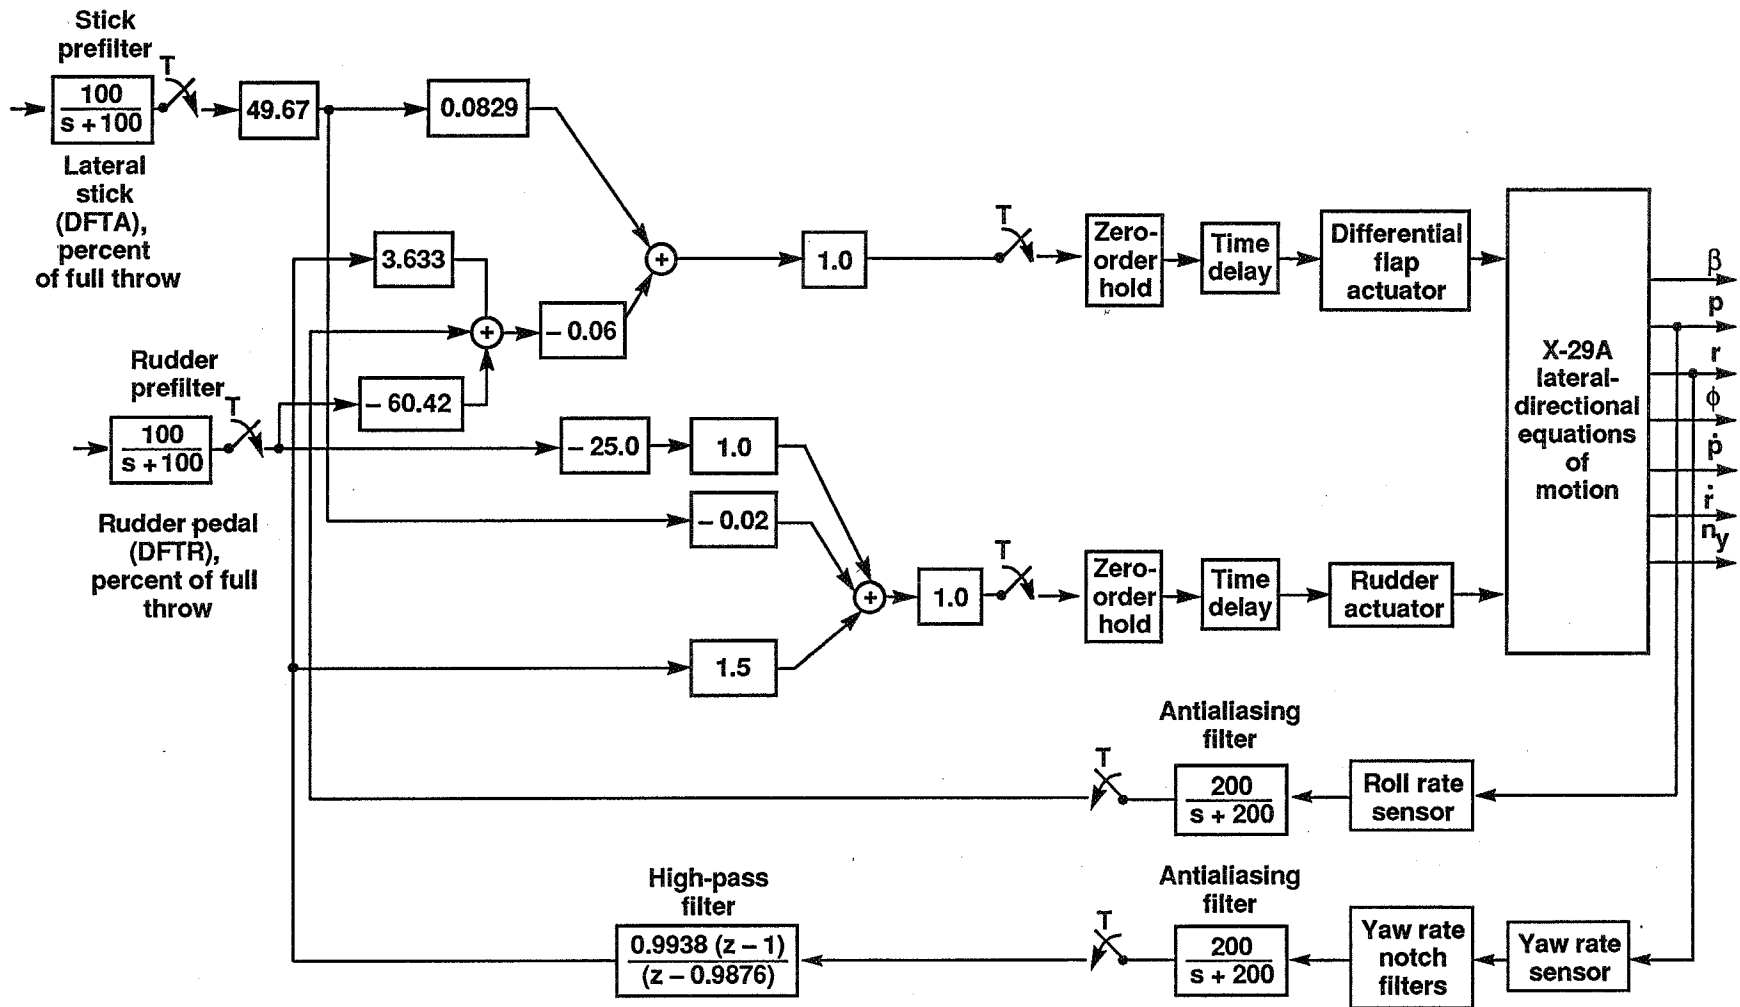 Stick
prefilter
T
100
s + 100
49.67
0.0829
Lateral
stick
(DFTA),
percent
of full throw
3.633
+
1.0
T
Zero-
order
hold
Time
delay
Differential
flap
actuator
+
- 0.06
- 60.42
Rudder
prefilter
T
100
s + 100
- 25.0
1.0
- 0.02
Rudder pedal
(DFTR),
percent of full
throw
+
1.0
T
Zero-
order
hold
Time
delay
Rudder
actuator
1.5
X-29A
lateral-
directional
equations
of
motion
β
p
r
ϕ
ṗ
ṙ
ny
Antialiasing
filter
T
200
s + 200
Roll rate
sensor
High-pass
filter
0.9938 (z – 1)
(z – 0.9876)
Antialiasing
filter
T
200
s + 200
Yaw rate
notch
filters
Yaw rate
sensor